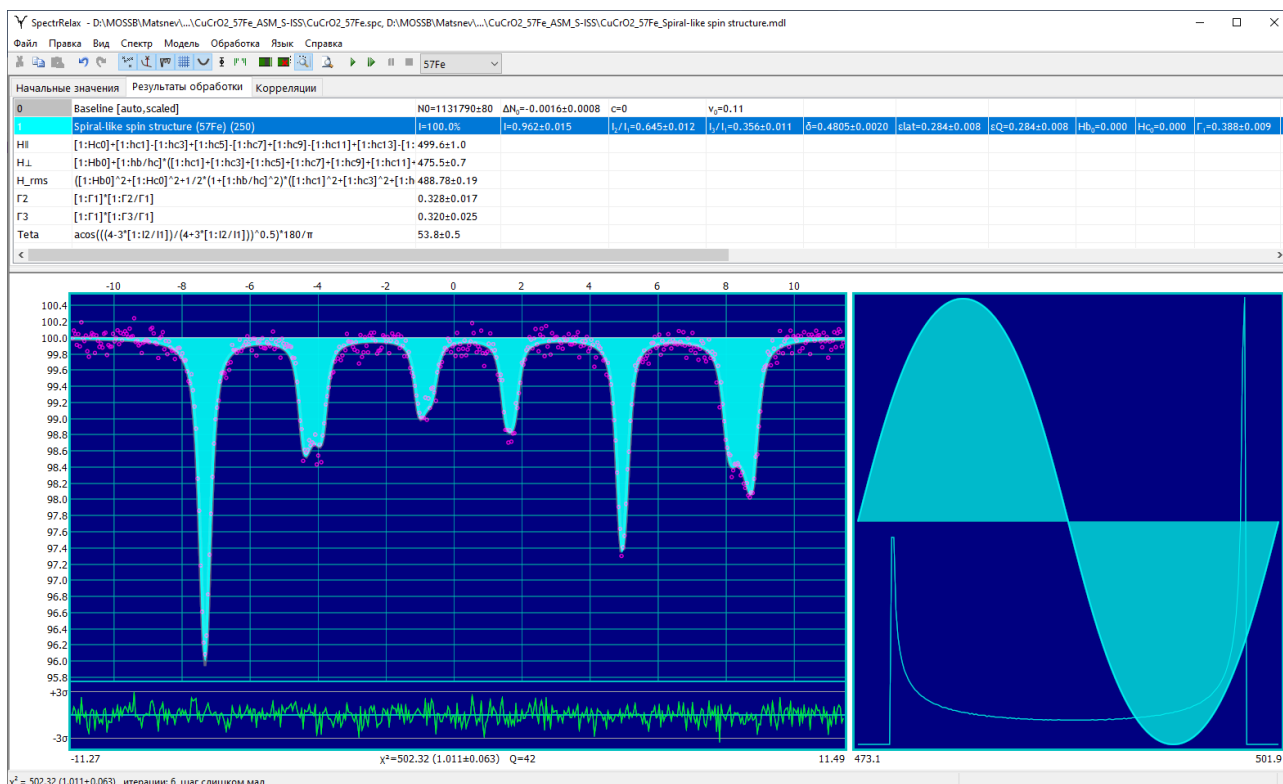 SpectrRelax - D:\MOSSB\Matsnev\...\CuCrO2_57Fe_ASM_S-ISS\CuCrO2_57Fe.spc, D:\MOSSB\Matsnev\...\CuCrO2_57Fe_ASM_S-ISS\CuCrO2_57Fe_Spiral-like spin structure.mdl
Файл Правка Вид Спектр Модель Обработка Язык Справка
57Fe
Начальные значения Результаты обработки Корреляции
0 Baseline [auto,scaled] N0=1131790±80 ΔN₀=-0.0016±0.0008 c=0 v₀=0.11
1 Spiral-like spin structure (57Fe) (250) I=100.0% I=0.962±0.015 I₂/I₁=0.645±0.012 I₃/I₁=0.356±0.011 δ=0.4805±0.0020 εlat=0.284±0.008 εQ=0.284±0.008 Hb₀=0.000 Hc₀=0.000 Γ₁=0.388±0.009
H‖ [1:Hc0]+[1:hc1]-[1:hc3]+[1:hc5]-[1:hc7]+[1:hc9]-[1:hc11]+[1:hc13]-[1: 499.6±1.0
H⊥ [1:Hb0]+[1:hb/hc]*([1:hc1]+[1:hc3]+[1:hc5]+[1:hc7]+[1:hc9]+[1:hc11]+ 475.5±0.7
H_rms ([1:Hb0]^2+[1:Hc0]^2+1/2*(1+[1:hb/hc]^2)*([1:hc1]^2+[1:hc3]^2+[1:h 488.78±0.19
Γ2 [1:Γ1]*[1:Γ2/Γ1] 0.328±0.017
Γ3 [1:Γ1]*[1:Γ3/Γ1] 0.320±0.025
Teta acos(((4-3*[1:I2/I1])/(4+3*[1:I2/I1]))^0.5)*180/π 53.8±0.5
-10 -8 -6 -4 -2 0 2 4 6 8 10
100.4
100.2
100.0
99.8
99.6
99.4
99.2
99.0
98.8
98.6
98.4
98.2
98.0
97.8
97.6
97.4
97.2
97.0
96.8
96.6
96.4
96.2
96.0
95.8
+3σ
-3σ
-11.27 χ²=502.32 (1.011±0.063) Q=42 11.49 473.1 501.9
χ² = 502.32 (1.011±0.063), итерации: 6, шаг слишком мал